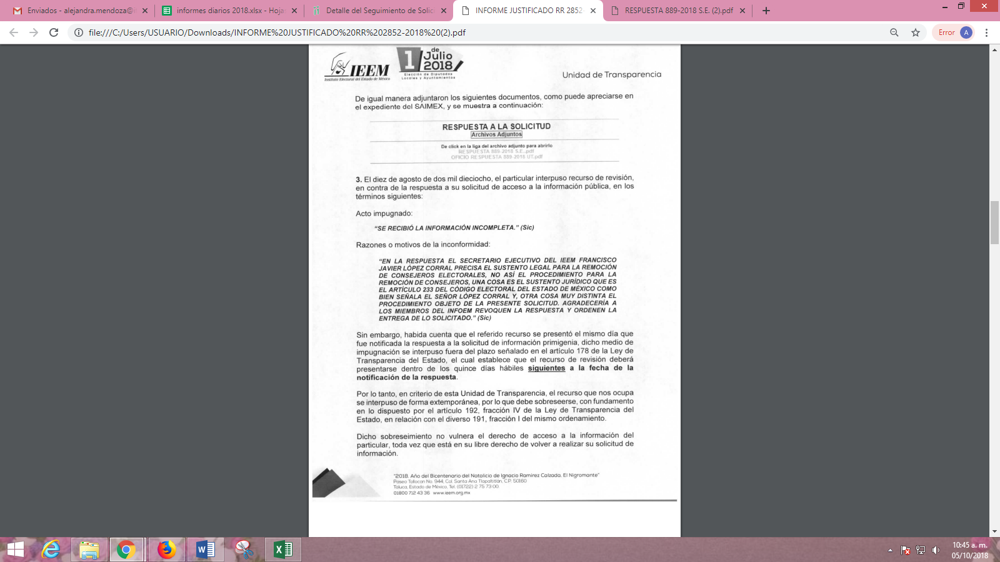 Enviados - alejandra.mendoza@i
informes diarios 2018.xlsx - Hoja
Detalle del Seguimiento de Solic
INFORME JUSTIFICADO RR 2852-
RESPUESTA 889-2018 S.E. (2).pdf
file:///C:/Users/USUARIO/Downloads/INFORME%20JUSTIFICADO%20RR%202852-2018%20(2).pdf
Error A
IEEM
Instituto Electoral del Estado de México
1 de Julio 2018
Elección de Diputados
Locales y Ayuntamientos
Unidad de Transparencia
De igual manera adjuntaron los siguientes documentos, como puede apreciarse en
el expediente del SAIMEX, y se muestra a continuación:
RESPUESTA A LA SOLICITUD
Archivos Adjuntos
De click en la liga del archivo adjunto para abrirlo
RESPUESTA 889-2018 S.E..pdf
OFICIO RESPUESTA 889-2018 UT.pdf
3. El diez de agosto de dos mil dieciocho, el particular interpuso recurso de revisión,
en contra de la respuesta a su solicitud de acceso a la información pública, en los
términos siguientes:
Acto impugnado:
“SE RECIBIÓ LA INFORMACIÓN INCOMPLETA.” (Sic)
Razones o motivos de la inconformidad:
“EN LA RESPUESTA EL SECRETARIO EJECUTIVO DEL IEEM FRANCISCO
JAVIER LÓPEZ CORRAL PRECISA EL SUSTENTO LEGAL PARA LA REMOCIÓN
DE CONSEJEROS ELECTORALES, NO ASÍ EL PROCEDIMIENTO PARA LA
REMOCIÓN DE CONSEJEROS, UNA COSA ES EL SUSTENTO JURÍDICO QUE ES
EL ARTÍCULO 233 DEL CÓDIGO ELECTORAL DEL ESTADO DE MÉXICO COMO
BIEN SEÑALA EL SEÑOR LÓPEZ CORRAL Y, OTRA COSA MUY DISTINTA EL
PROCEDIMIENTO OBJETO DE LA PRESENTE SOLICITUD. AGRADECERÍA A
LOS MIEMBROS DEL INFOEM REVOQUEN LA RESPUESTA Y ORDENEN LA
ENTREGA DE LO SOLICITADO.” (Sic)
Sin embargo, habida cuenta que el referido recurso se presentó el mismo día que
fue notificada la respuesta a la solicitud de información primigenia, dicho medio de
impugnación se interpuso fuera del plazo señalado en el artículo 178 de la Ley de
Transparencia del Estado, el cual establece que el recurso de revisión deberá
presentarse dentro de los quince días hábiles siguientes a la fecha de la
notificación de la respuesta.
Por lo tanto, en criterio de esta Unidad de Transparencia, el recurso que nos ocupa
se interpuso de forma extemporánea, por lo que debe sobreseerse, con fundamento
en lo dispuesto por el artículo 192, fracción IV de la Ley de Transparencia del
Estado, en relación con el diverso 191, fracción I del mismo ordenamiento.
Dicho sobreseimiento no vulnera el derecho de acceso a la información del
particular, toda vez que está en su libre derecho de volver a realizar su solicitud de
información.
“2018. Año del Bicentenario del Natalicio de Ignacio Ramírez Calzada, El Nigromante”
Paseo Tollocan No. 944, Col. Santa Ana Tlapaltitlán, C.P. 50160
Toluca, Estado de México, Tel. (01722) 2 75 73 00
01800 712 43 36 www.ieem.org.mx
10:45 a. m.
05/10/2018